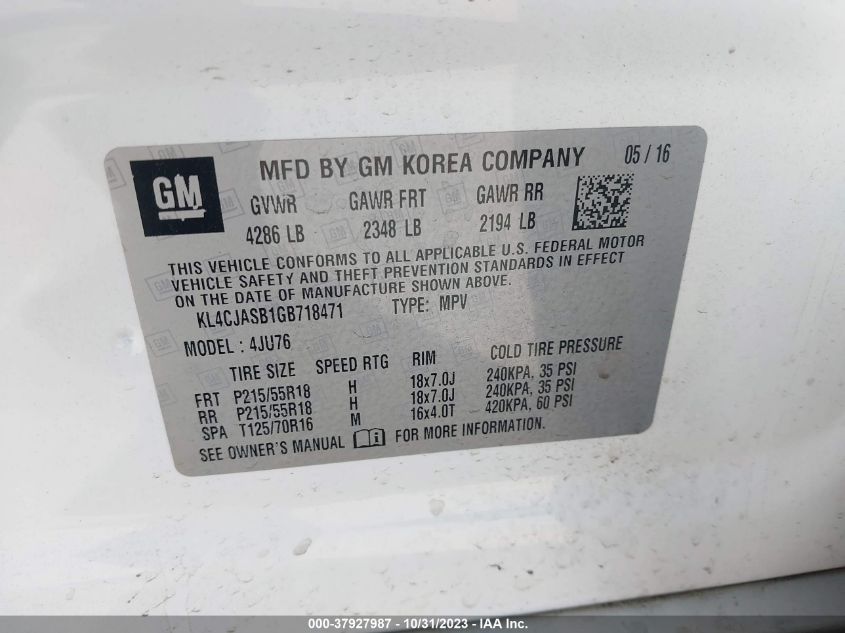 GM
MFD BY GM KOREA COMPANY 05 / 16
GVWR GAWR FRT GAWR RR
4286 LB 2348 LB 2194 LB
THIS VEHICLE CONFORMS TO ALL APPLICABLE U.S. FEDERAL MOTOR
VEHICLE SAFETY AND THEFT PREVENTION STANDARDS IN EFFECT
ON THE DATE OF MANUFACTURE SHOWN ABOVE.
KL4CJASB1GB718471 TYPE: MPV
MODEL : 4JU76
TIRE SIZE SPEED RTG RIM COLD TIRE PRESSURE
FRT P215/55R18 H 18x7.0J 240KPA, 35 PSI
RR P215/55R18 H 18x7.0J 240KPA, 35 PSI
SPA T125/70R16 M 16x4.0T 420KPA, 60 PSI
SEE OWNER'S MANUAL FOR MORE INFORMATION.
000-37927987 - 10/31/2023 - IAA Inc.